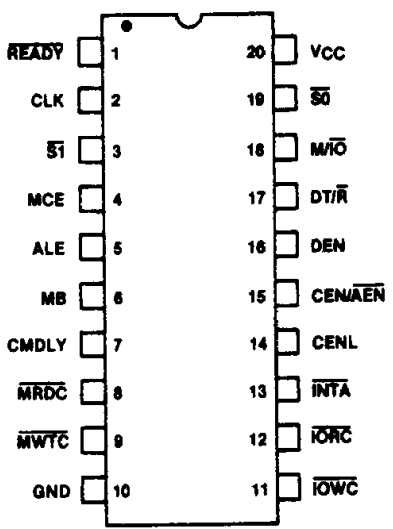 READY 1 20 VCC
CLK 2 19 S0
S1 3 18 M/IO
MCE 4 17 DT/R
ALE 5 16 DEN
MB 6 15 CEN/AEN
CMDLY 7 14 CENL
MRDC 8 13 INTA
MWTC 9 12 IORC
GND 10 11 IOWC